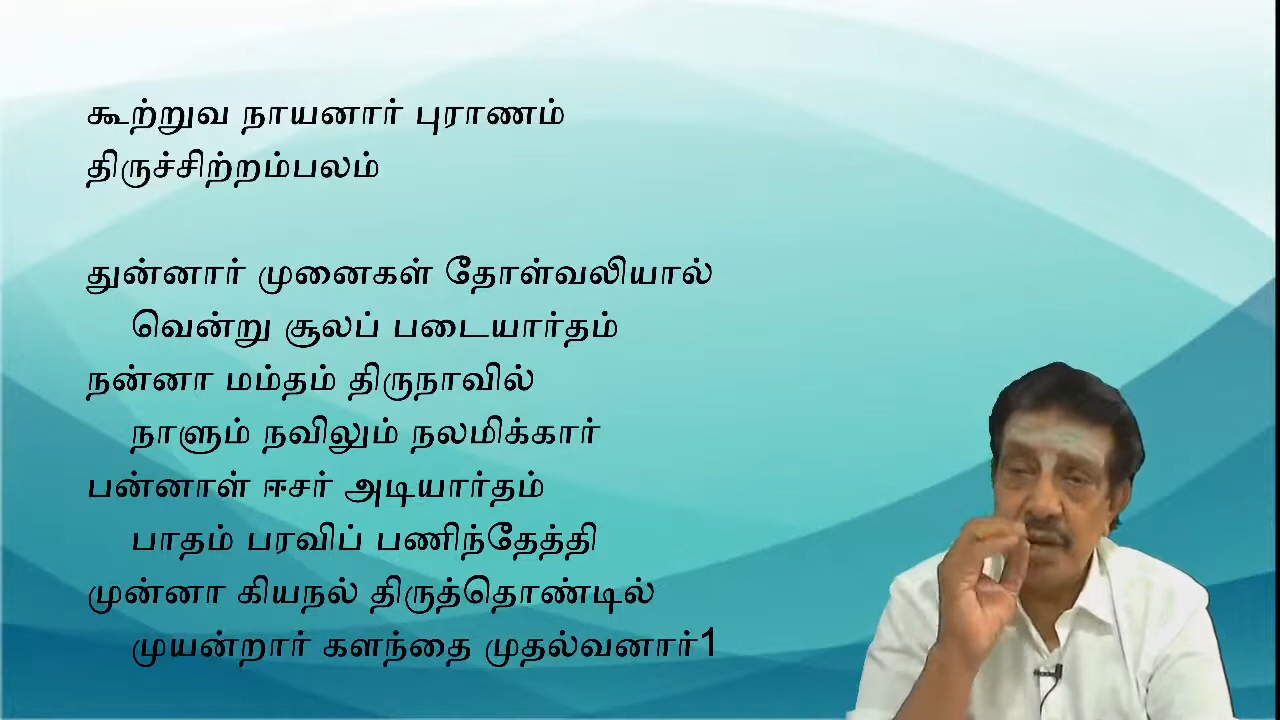 கூற்றுவ நாயனார் புராணம்
திருச்சிற்றம்பலம்
துன்னார் முனைகள் தோள்வலியால்
வென்று சூலப் படையார்தம்
நன்னா மம்தம் திருநாவில்
நாளும் நவிலும் நலமிக்கார்
பன்னாள் ஈசர் அடியார்தம்
பாதம் பரவிப் பணிந்தேத்தி
முன்னா கியநல் திருத்தொண்டில்
முயன்றார் களந்தை முதல்வனார்1